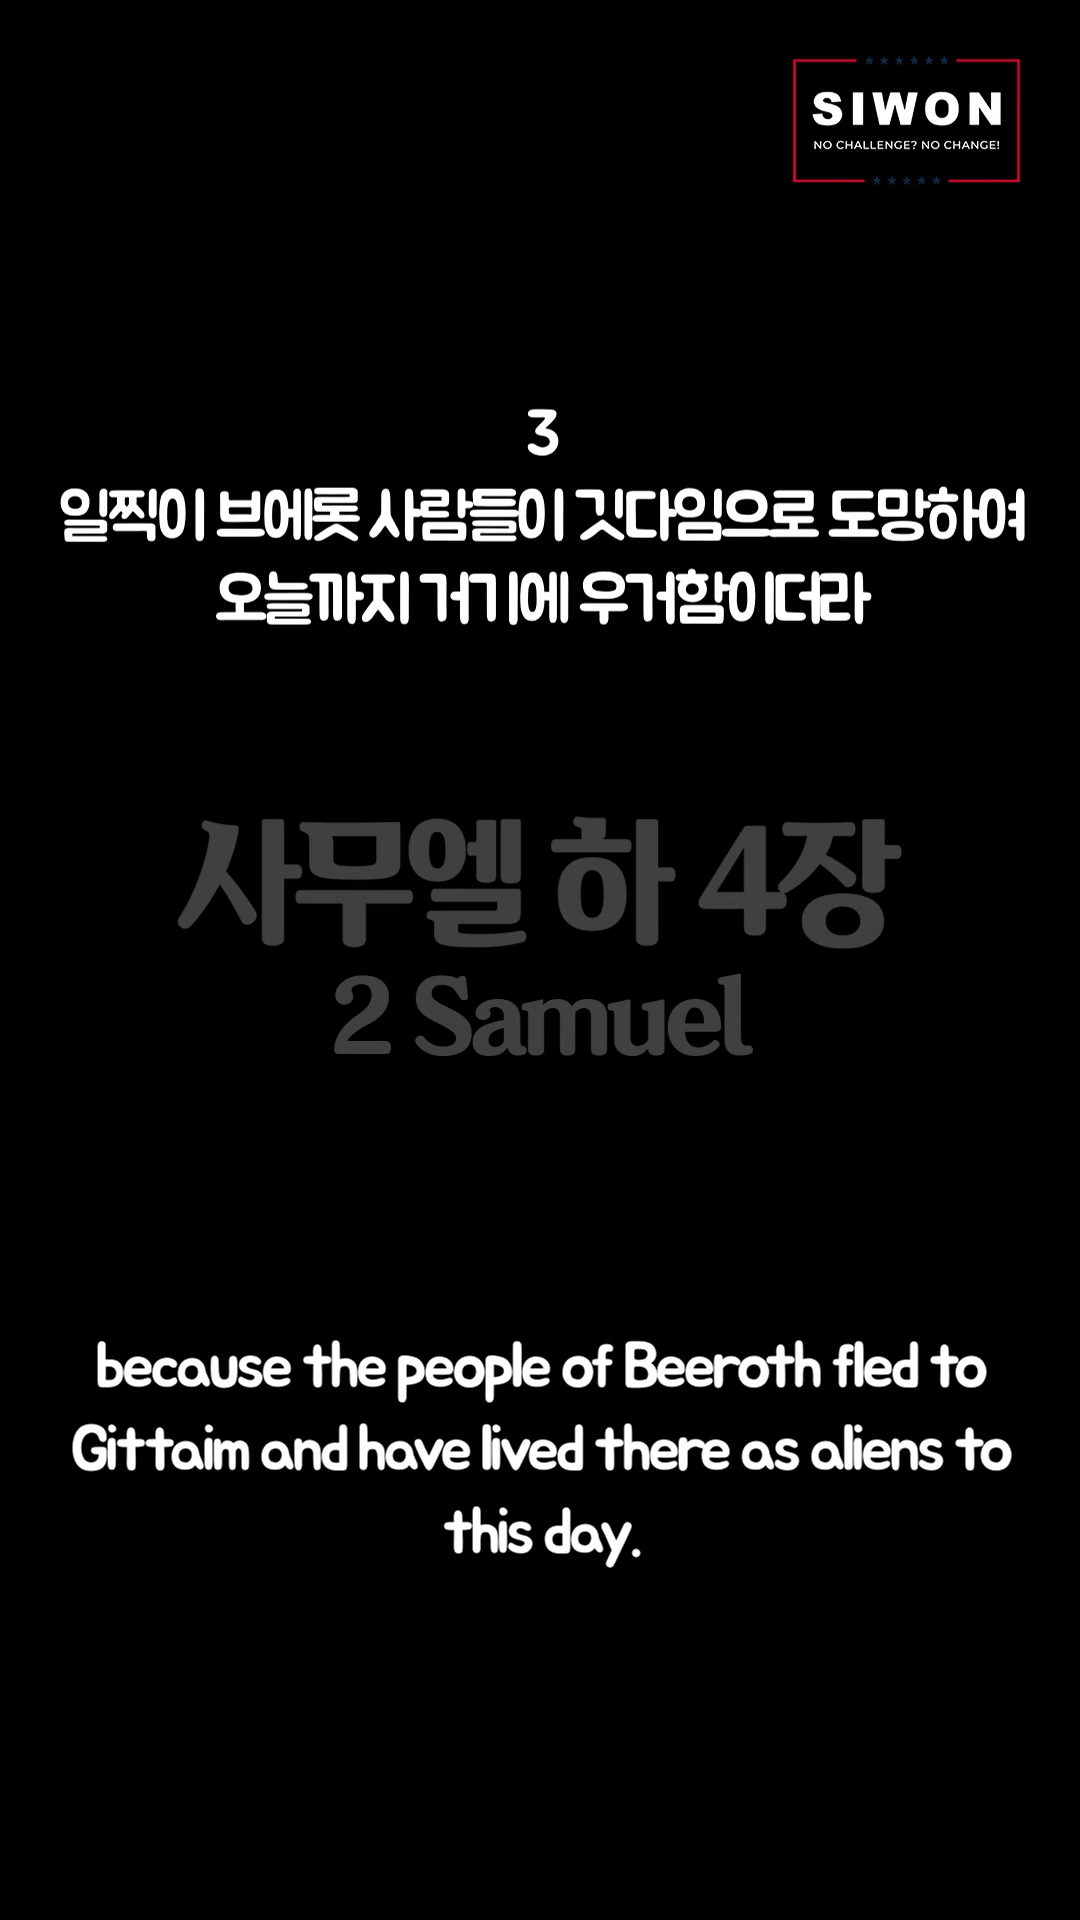 SIWON
NO CHALLENGE? NO CHANGE!
3
일찍이 브에롯 사람들이 깃다임으로 도망하여
오늘까지 거기에 우거함이더라
사무엘 하 4장
2 Samuel
because the people of Beeroth fled to
Gittaim and have lived there as aliens to
this day.